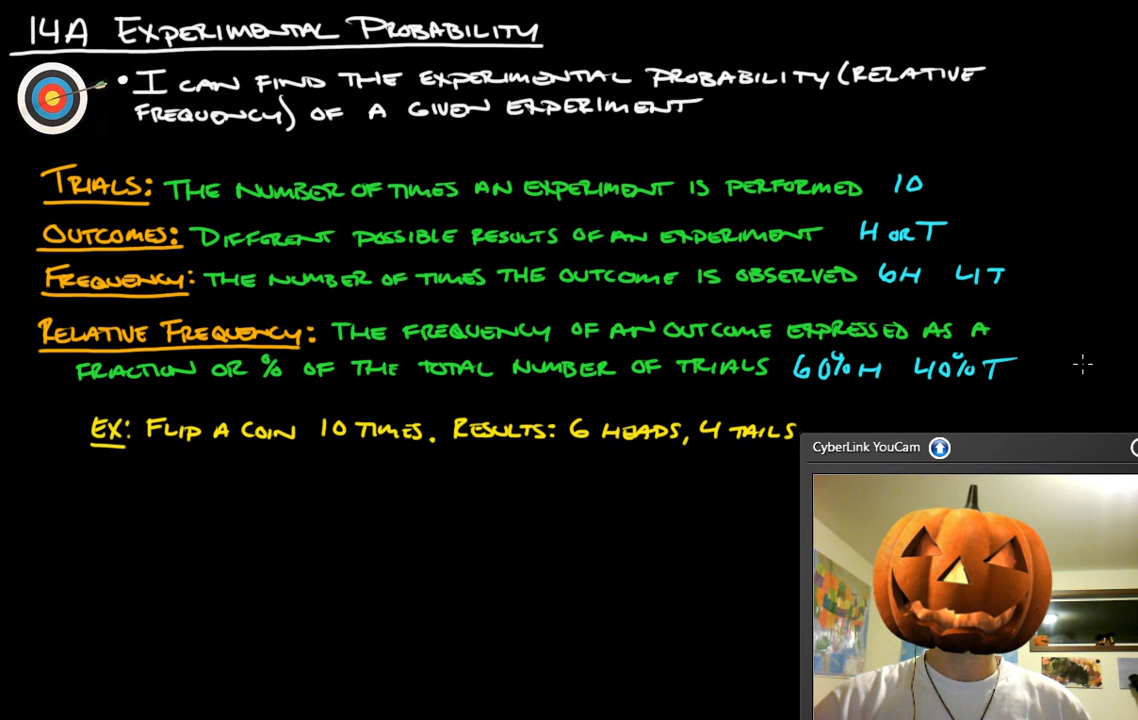 14A EXPERIMENTAL PROBABILITY
• I CAN FIND THE EXPERIMENTAL PROBABILITY (RELATIVE
FREQUENCY) OF A GIVEN EXPERIMENT
TRIALS: THE NUMBER OF TIMES AN EXPERIMENT IS PERFORMED 10
OUTCOMES: DIFFERENT POSSIBLE RESULTS OF AN EXPERIMENT H OR T
FREQUENCY: THE NUMBER OF TIMES THE OUTCOME IS OBSERVED 6H 4T
RELATIVE FREQUENCY: THE FREQUENCY OF AN OUTCOME EXPRESSED AS A
FRACTION OR % OF THE TOTAL NUMBER OF TRIALS 60% H 40% T
EX: FLIP A COIN 10 TIMES. RESULTS: 6 HEADS, 4 TAILS
CyberLink YouCam